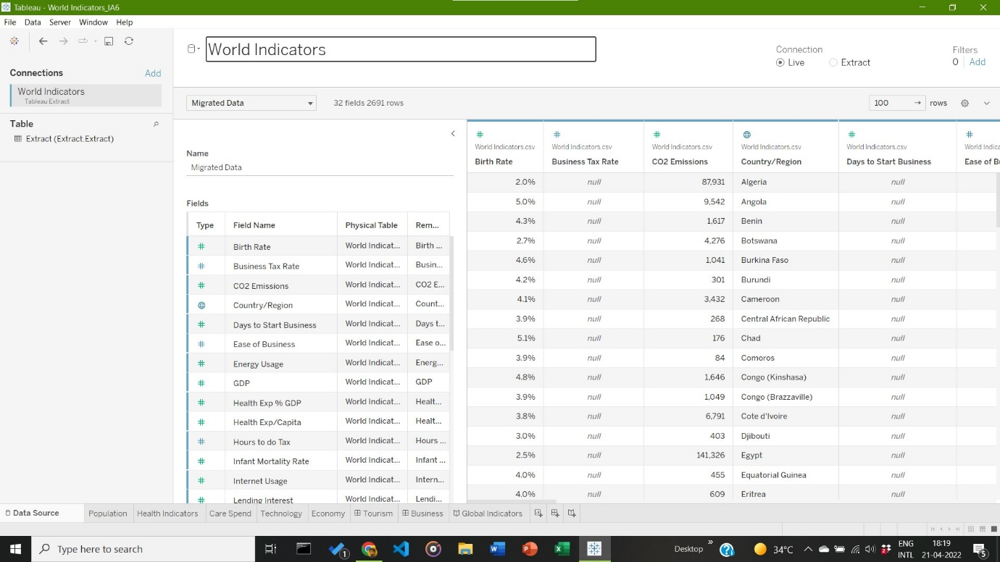 Tableau - World Indicators_IA6
File Data Server Window Help
World Indicators
Connection
Live Extract
Filters
0 Add
Connections Add
World Indicators
Tableau Extract
Table
Extract (Extract.Extract)
Migrated Data 32 fields 2691 rows 100 rows
Name
Migrated Data
Fields
Type Field Name Physical Table Rem...
Birth Rate World Indicat... Birth ...
Business Tax Rate World Indicat... Busin...
CO2 Emissions World Indicat... CO2 E...
Country/Region World Indicat... Count...
Days to Start Business World Indicat... Days t...
Ease of Business World Indicat... Ease o...
Energy Usage World Indicat... Energ...
GDP World Indicat... GDP
Health Exp % GDP World Indicat... Healt...
Health Exp/Capita World Indicat... Healt...
Hours to do Tax World Indicat... Hours ...
Infant Mortality Rate World Indicat... Infant ...
Internet Usage World Indicat... Intern...
Lending Interest World Indicat... Lendi...
World Indicators.csv World Indicators.csv World Indicators.csv World Indicators.csv World Indicators.csv World Indica
Birth Rate Business Tax Rate CO2 Emissions Country/Region Days to Start Business Ease of B
2.0% null 87,931 Algeria null
5.0% null 9,542 Angola null
4.3% null 1,617 Benin null
2.7% null 4,276 Botswana null
4.6% null 1,041 Burkina Faso null
4.2% null 301 Burundi null
4.1% null 3,432 Cameroon null
3.9% null 268 Central African Republic null
5.1% null 176 Chad null
3.9% null 84 Comoros null
4.8% null 1,646 Congo (Kinshasa) null
3.9% null 1,049 Congo (Brazzaville) null
3.8% null 6,791 Cote d'Ivoire null
3.0% null 403 Djibouti null
2.5% null 141,326 Egypt null
4.0% null 455 Equatorial Guinea null
4.0% null 609 Eritrea null
Data Source Population Health Indicators Care Spend Technology Economy Tourism Business Global Indicators
Type here to search
1
Desktop
34°C
2
ENG
INTL
18:19
21-04-2022
5